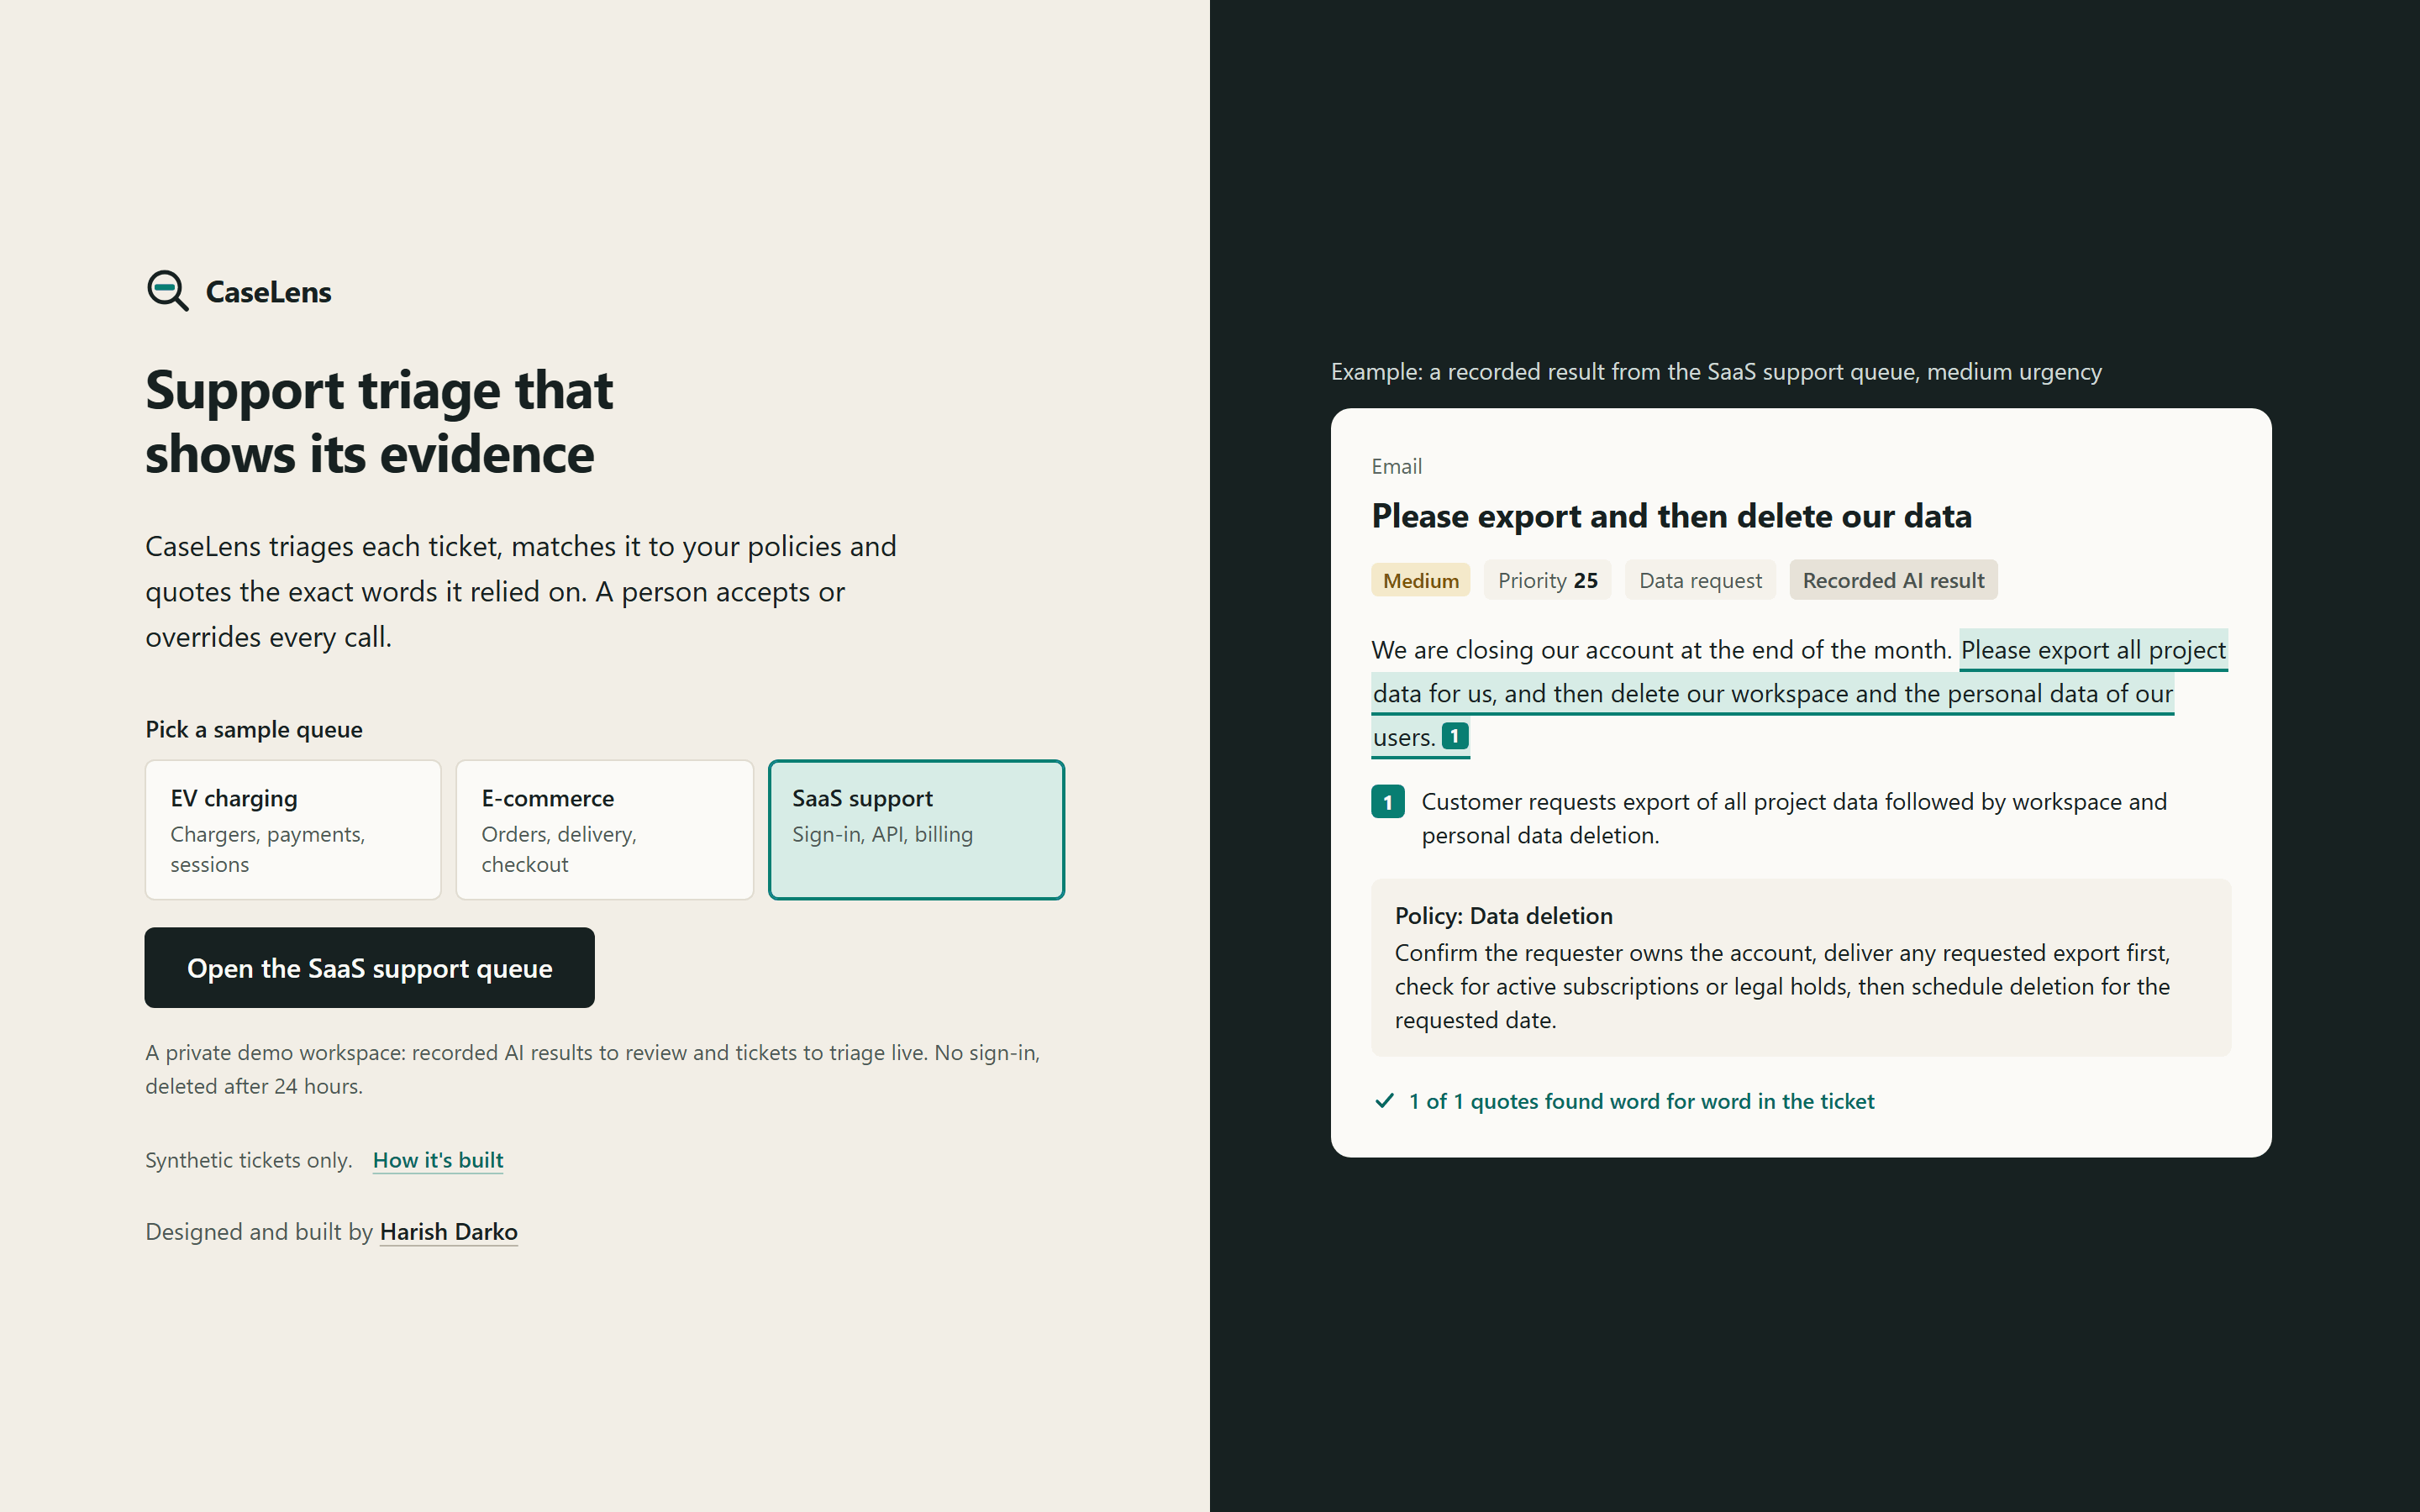 CaseLens
Support triage that
shows its evidence
CaseLens triages each ticket, matches it to your policies and
quotes the exact words it relied on. A person accepts or
overrides every call.
Pick a sample queue
EV charging
Chargers, payments,
sessions
E-commerce
Orders, delivery,
checkout
SaaS support
Sign-in, API, billing
Open the SaaS support queue
A private demo workspace: recorded AI results to review and tickets to triage live. No sign-in,
deleted after 24 hours.
Synthetic tickets only. How it's built
Designed and built by Harish Darko
Example: a recorded result from the SaaS support queue, medium urgency
Email
Please export and then delete our data
Medium Priority 25 Data request Recorded AI result
We are closing our account at the end of the month. Please export all project
data for us, and then delete our workspace and the personal data of our
users. 1
1 Customer requests export of all project data followed by workspace and
personal data deletion.
Policy: Data deletion
Confirm the requester owns the account, deliver any requested export first,
check for active subscriptions or legal holds, then schedule deletion for the
requested date.
1 of 1 quotes found word for word in the ticket